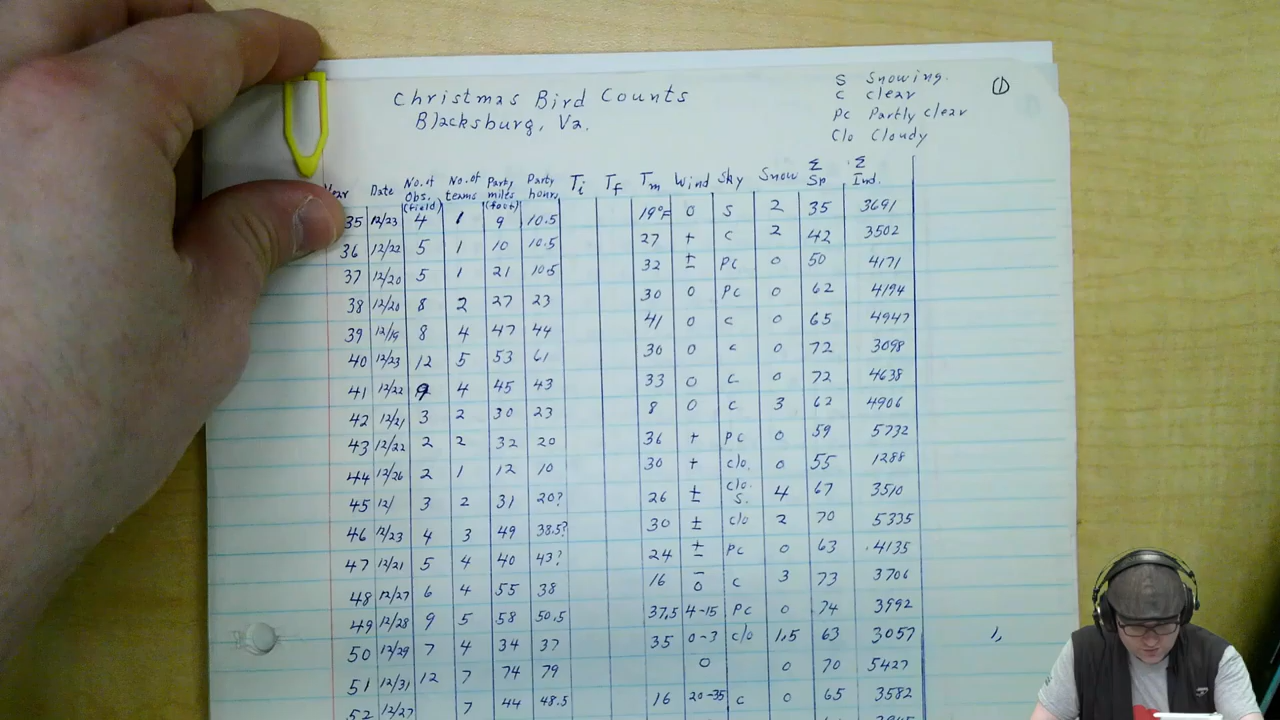 Christmas Bird Counts
Blacksburg, Va.
S Snowing.
C clear
PC Partly clear
Clo Cloudy
1
Year Date No. of Obs. (field) No. of teams Party miles (foot) Party hours Ti Tf Tm Wind Sky Snow Σ Sp Σ Ind.
35 12/23 4 1 9 10.5 19°F 0 S 2 35 3691
36 12/22 5 1 10 10.5 27 + C 2 42 3502
37 12/20 5 1 21 10.5 32 ± PC 0 50 4171
38 12/20 8 2 27 23 30 0 PC 0 62 4194
39 12/19 8 4 47 44 41 0 C 0 65 4947
40 12/23 12 5 53 61 30 0 C 0 72 3098
41 12/22 9 4 45 43 33 0 C 0 72 4638
42 12/21 3 2 30 23 8 0 C 3 62 4906
43 12/22 2 2 32 20 36 + PC 0 59 5732
44 12/26 2 1 12 10 30 + clo. 0 55 1288
45 12/ 3 2 31 20? 26 ± clo. S. 4 67 3510
46 12/23 4 3 49 38.5? 30 ± clo 2 70 5335
47 12/21 5 4 40 43? 24 ± PC 0 63 4135
48 12/27 6 4 55 38 16 0 C 3 73 3706
49 12/28 9 5 58 50.5 37.5 4-15 PC 0 74 3992
50 12/29 7 4 34 37 35 0-3 c/o 1.5 63 3057 1,
51 12/31 12 7 74 79 0 0 70 5427
52 12/27 7 44 48.5 16 20-35 C 0 65 3582